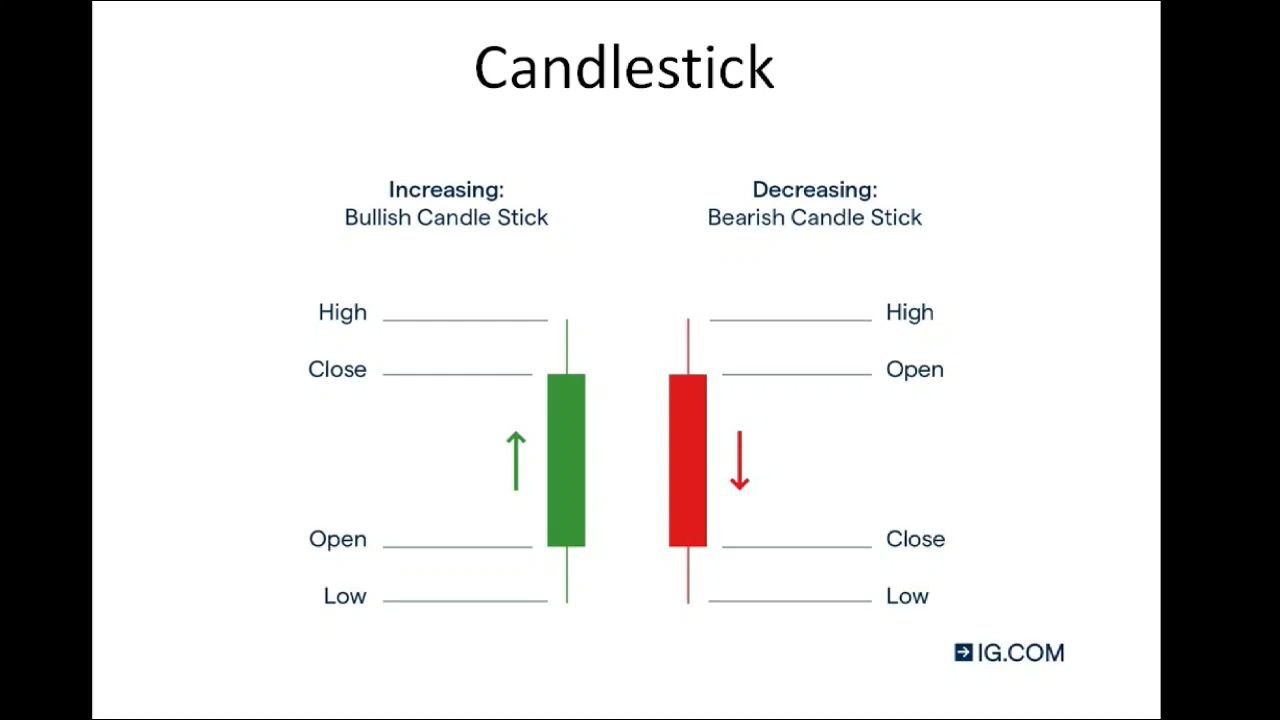 Candlestick
Increasing:
Bullish Candle Stick
Decreasing:
Bearish Candle Stick
High
Close
Open
Low
High
Open
Close
Low
IG.COM